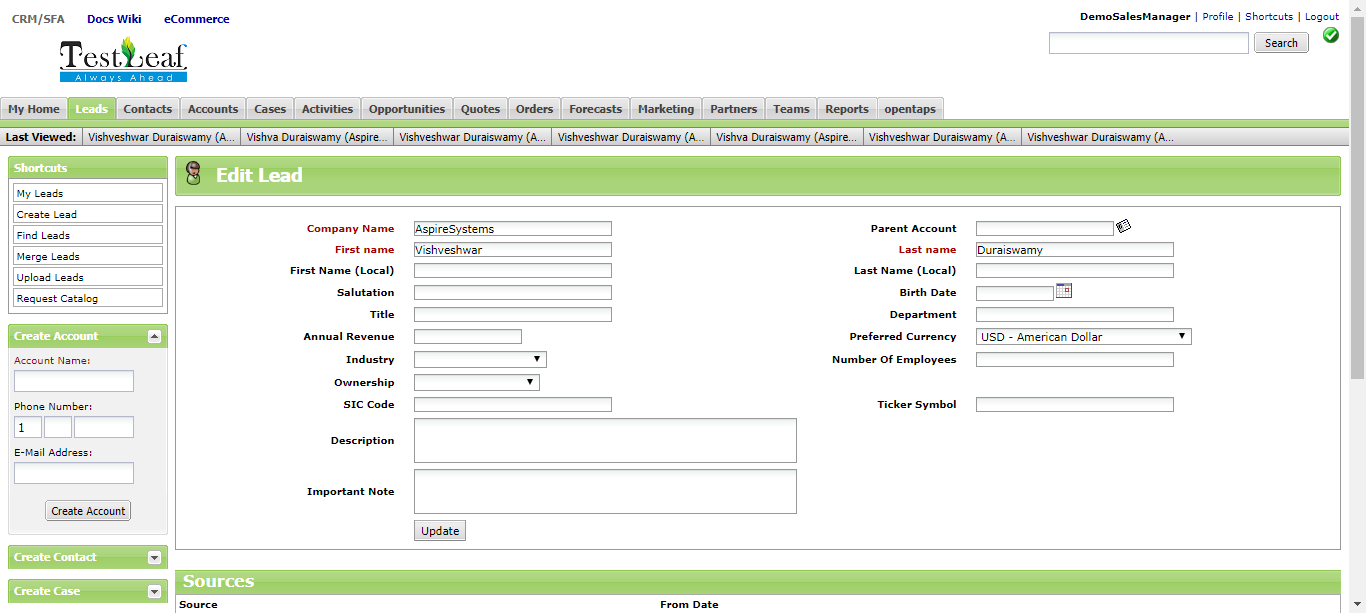 CRM/SFA Docs Wiki eCommerce
DemoSalesManager | Profile | Shortcuts | Logout
Search
TestLeaf
Always Ahead
My Home Leads Contacts Accounts Cases Activities Opportunities Quotes Orders Forecasts Marketing Partners Teams Reports opentaps
Last Viewed: Vishveshwar Duraiswamy (A... Vishva Duraiswamy (Aspire... Vishveshwar Duraiswamy (A... Vishveshwar Duraiswamy (A... Vishva Duraiswamy (Aspire... Vishveshwar Duraiswamy (A... Vishveshwar Duraiswamy (A...
Shortcuts
My Leads
Create Lead
Find Leads
Merge Leads
Upload Leads
Request Catalog
Create Account
Account Name:
Phone Number:
1
E-Mail Address:
Create Account
Create Contact
Create Case
Edit Lead
Company Name AspireSystems Parent Account
First name Vishveshwar Last name Duraiswamy
First Name (Local) Last Name (Local)
Salutation Birth Date
Title Department
Annual Revenue Preferred Currency USD - American Dollar
Industry Number Of Employees
Ownership
SIC Code Ticker Symbol
Description
Important Note
Update
Sources
Source From Date